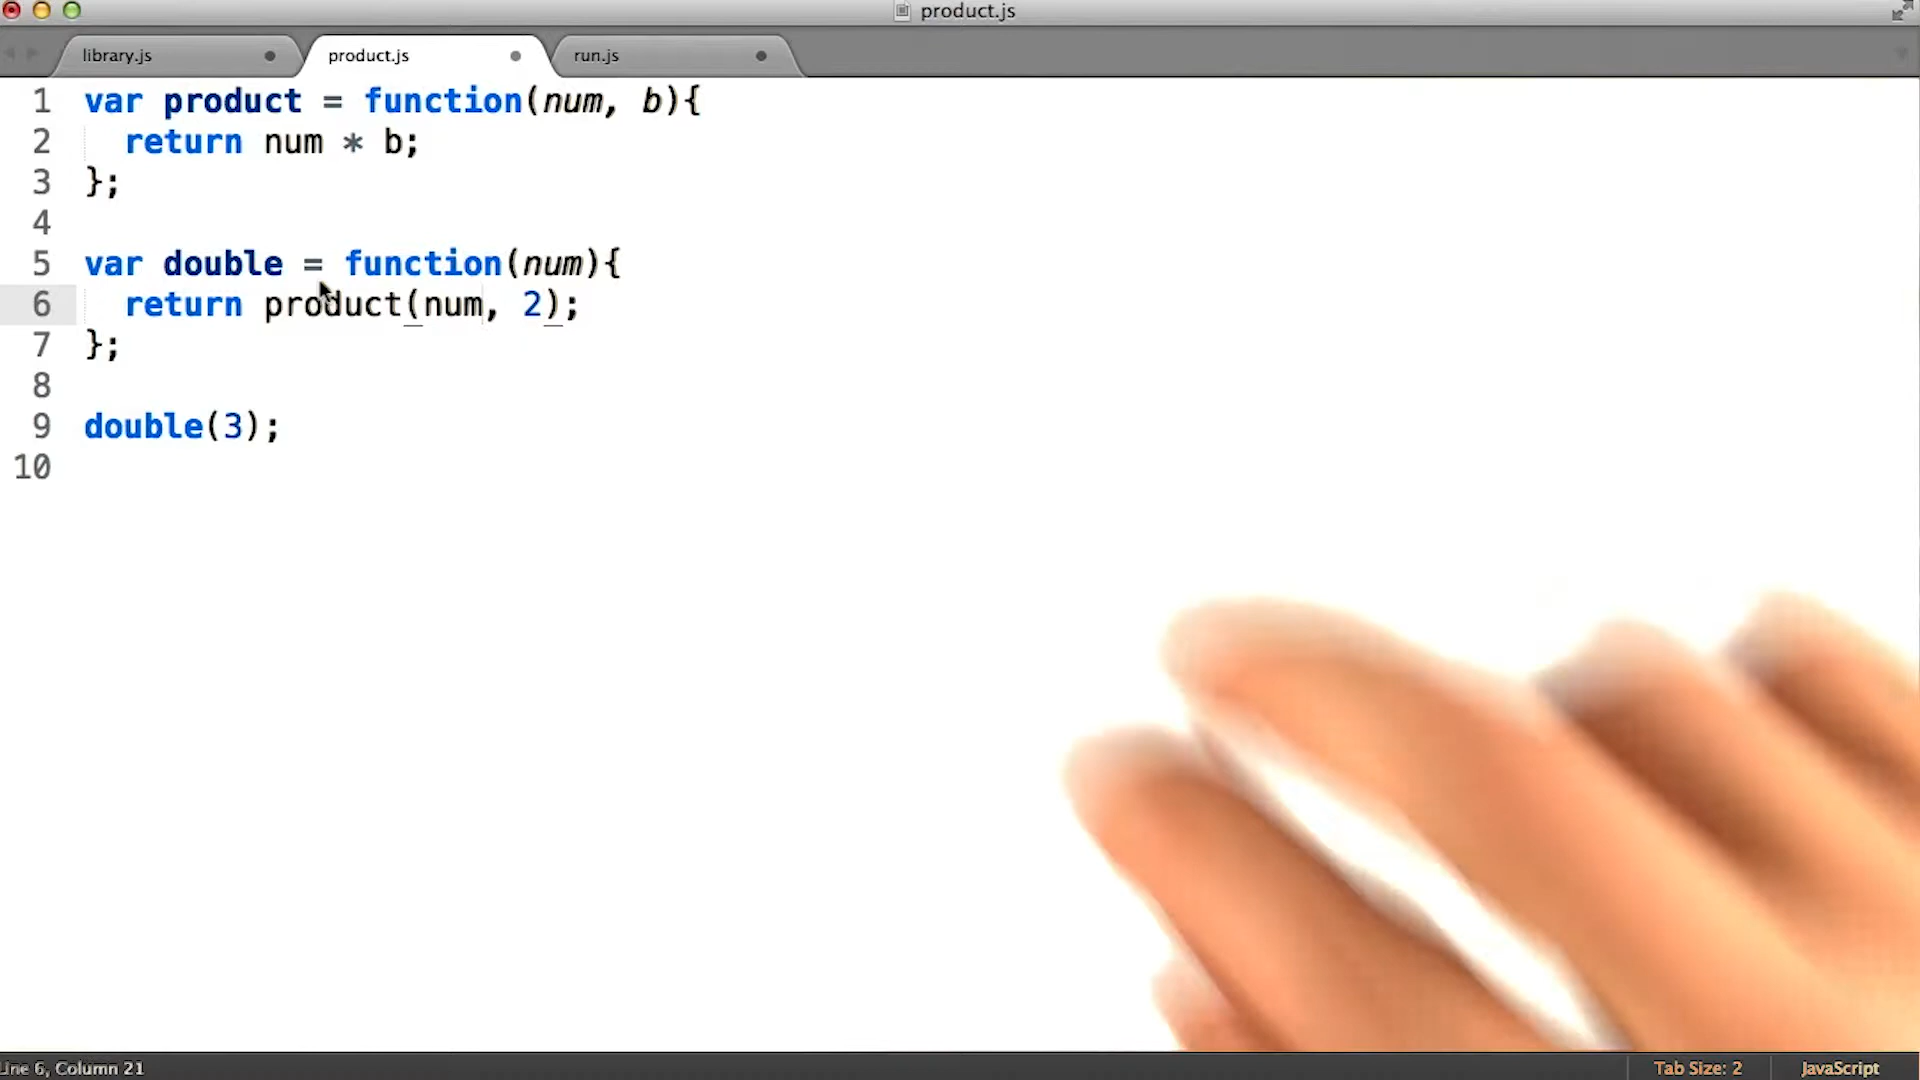 product.js
library.js
product.js
run.js
1 var product = function(num, b){
2 return num * b;
3 };
4
5 var double = function(num){
6 return product(num, 2);
7 };
8
9 double(3);
10
Line 6, Column 21
Tab Size: 2
JavaScript